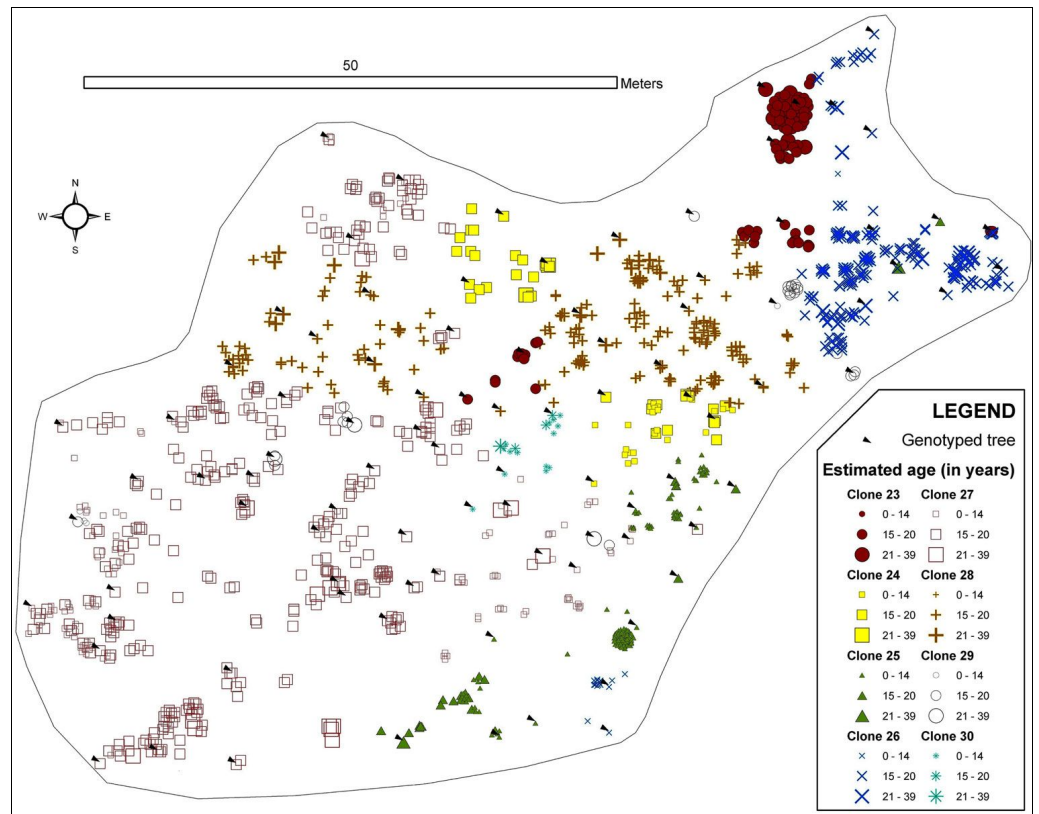 50
Meters
N
W E
S
LEGEND
Genotyped tree
Estimated age (in years)
Clone 23 Clone 27
0 - 14 0 - 14
15 - 20 15 - 20
21 - 39 21 - 39
Clone 24 Clone 28
0 - 14 0 - 14
15 - 20 15 - 20
21 - 39 21 - 39
Clone 25 Clone 29
0 - 14 0 - 14
15 - 20 15 - 20
21 - 39 21 - 39
Clone 26 Clone 30
0 - 14 0 - 14
15 - 20 15 - 20
21 - 39 21 - 39